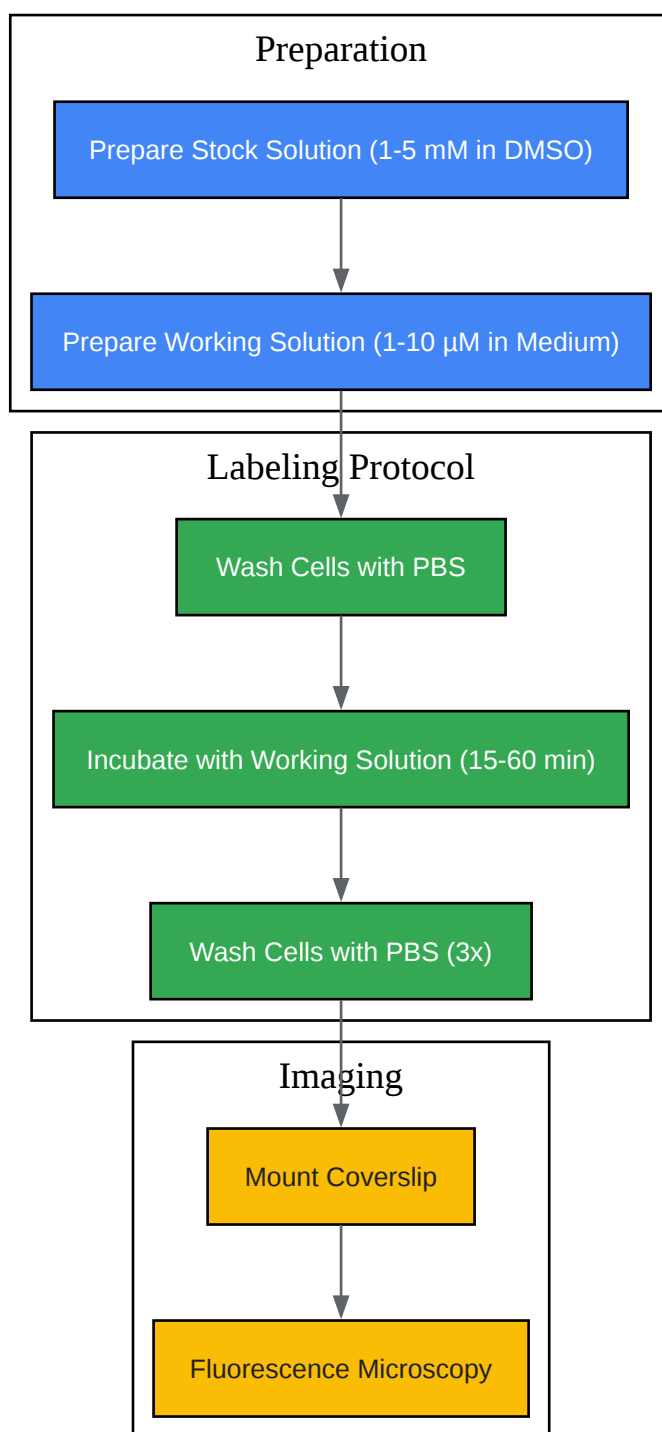 Preparation
Prepare Stock Solution (1-5 mM in DMSO)
Prepare Working Solution (1-10 µM in Medium)
Labeling Protocol
Wash Cells with PBS
Incubate with Working Solution (15-60 min)
Wash Cells with PBS (3x)
Imaging
Mount Coverslip
Fluorescence Microscopy